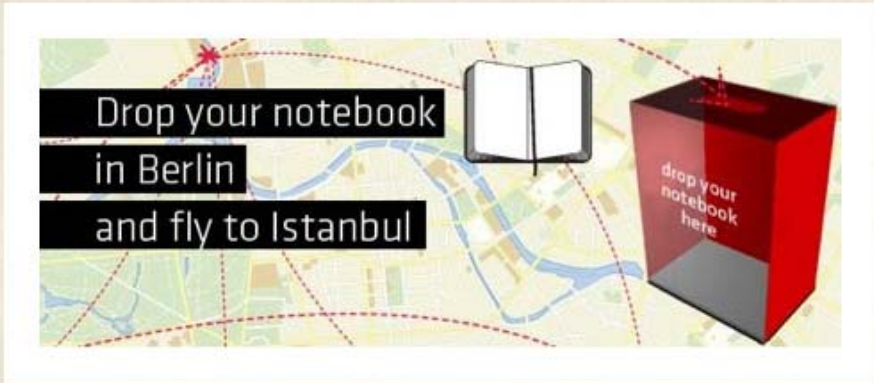 Drop your notebook
in Berlin
and fly to Istanbul
drop your
notebook
here